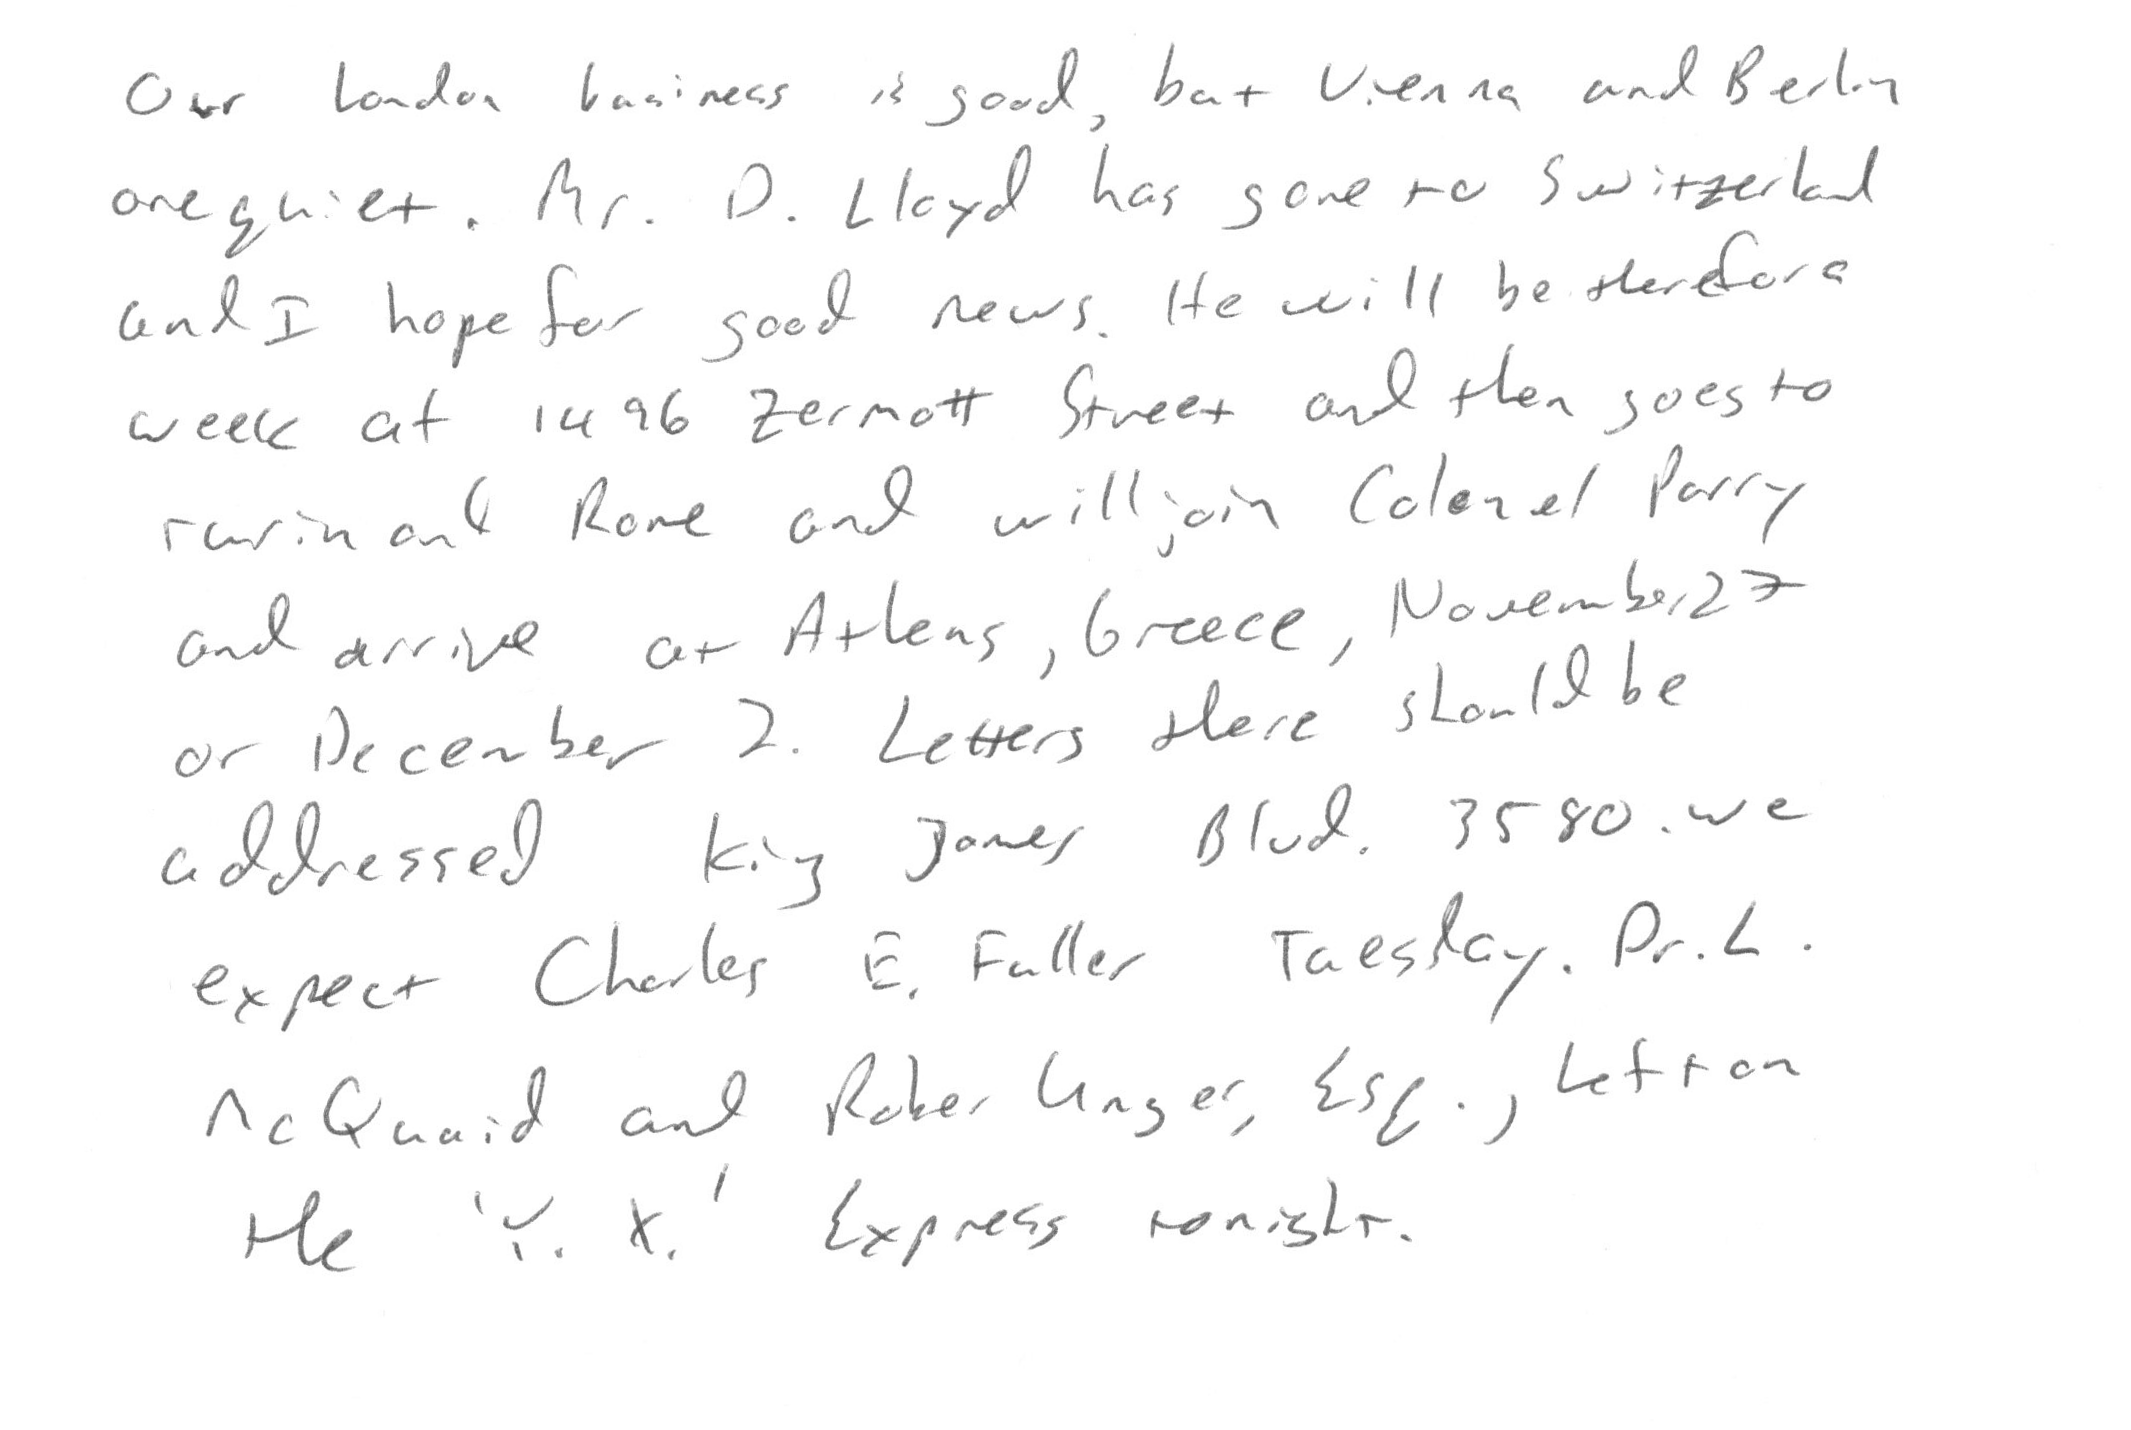 Our London business is good, but Vienna and Berlin
are quiet. Mr. D. Lloyd has gone to Switzerland
and I hope for good news. He will be there for a
week at 1496 Zermott Street and then goes to
Turin and Rome and will join Colonel Parry
and arrive at Athens, Greece, November 27
or December 2. Letters there should be
addressed King James Blvd. 3580. We
expect Charles E. Fuller Tuesday. Dr. L.
McQuaid and Rober Unger, Esq., left on
the 'Y. X.' Express tonight.